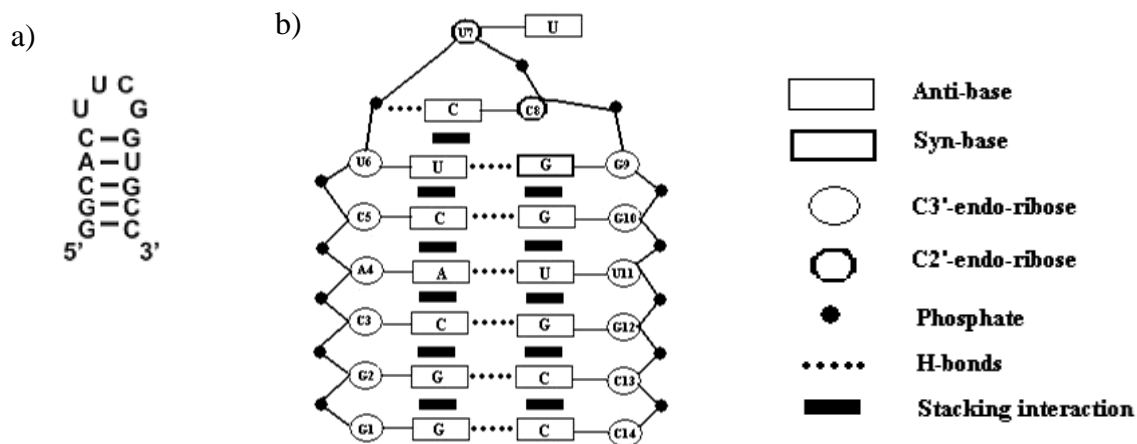 a)
U C
U G
C G
A U
C G
G C
G C
5' 3'
b)
U7 U
C C8
U6 U G G9
C5 C G G10
A4 A U U11
C3 C G G12
G2 G C C13
G1 G C C14
Anti-base
Syn-base
C3'-endo-ribose
C2'-endo-ribose
Phosphate
H-bonds
Stacking interaction